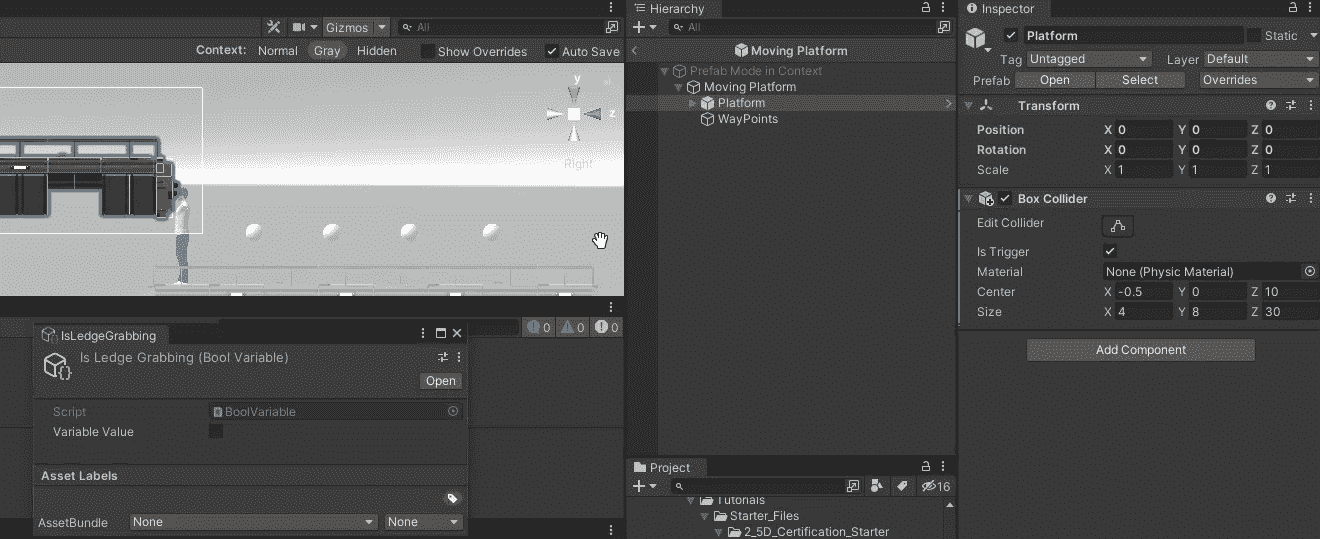 Gizmos
All
Context: Normal Gray Hidden Show Overrides Auto Save
y
z
Right
IsLedgeGrabbing
0 0 0
Is Ledge Grabbing (Bool Variable)
Open
Script BoolVariable
Variable Value
Asset Labels
AssetBundle None None
Hierarchy
All
Moving Platform
Prefab Mode in Context
Moving Platform
Platform
WayPoints
Project
16
Tutorials
Starter_Files
2_5D_Certification_Starter
Inspector
Platform Static
Tag Untagged Layer Default
Prefab Open Select Overrides
Transform
Position X 0 Y 0 Z 0
Rotation X 0 Y 0 Z 0
Scale X 1 Y 1 Z 1
Box Collider
Edit Collider
Is Trigger
Material None (Physic Material)
Center X -0.5 Y 0 Z 10
Size X 4 Y 8 Z 30
Add Component